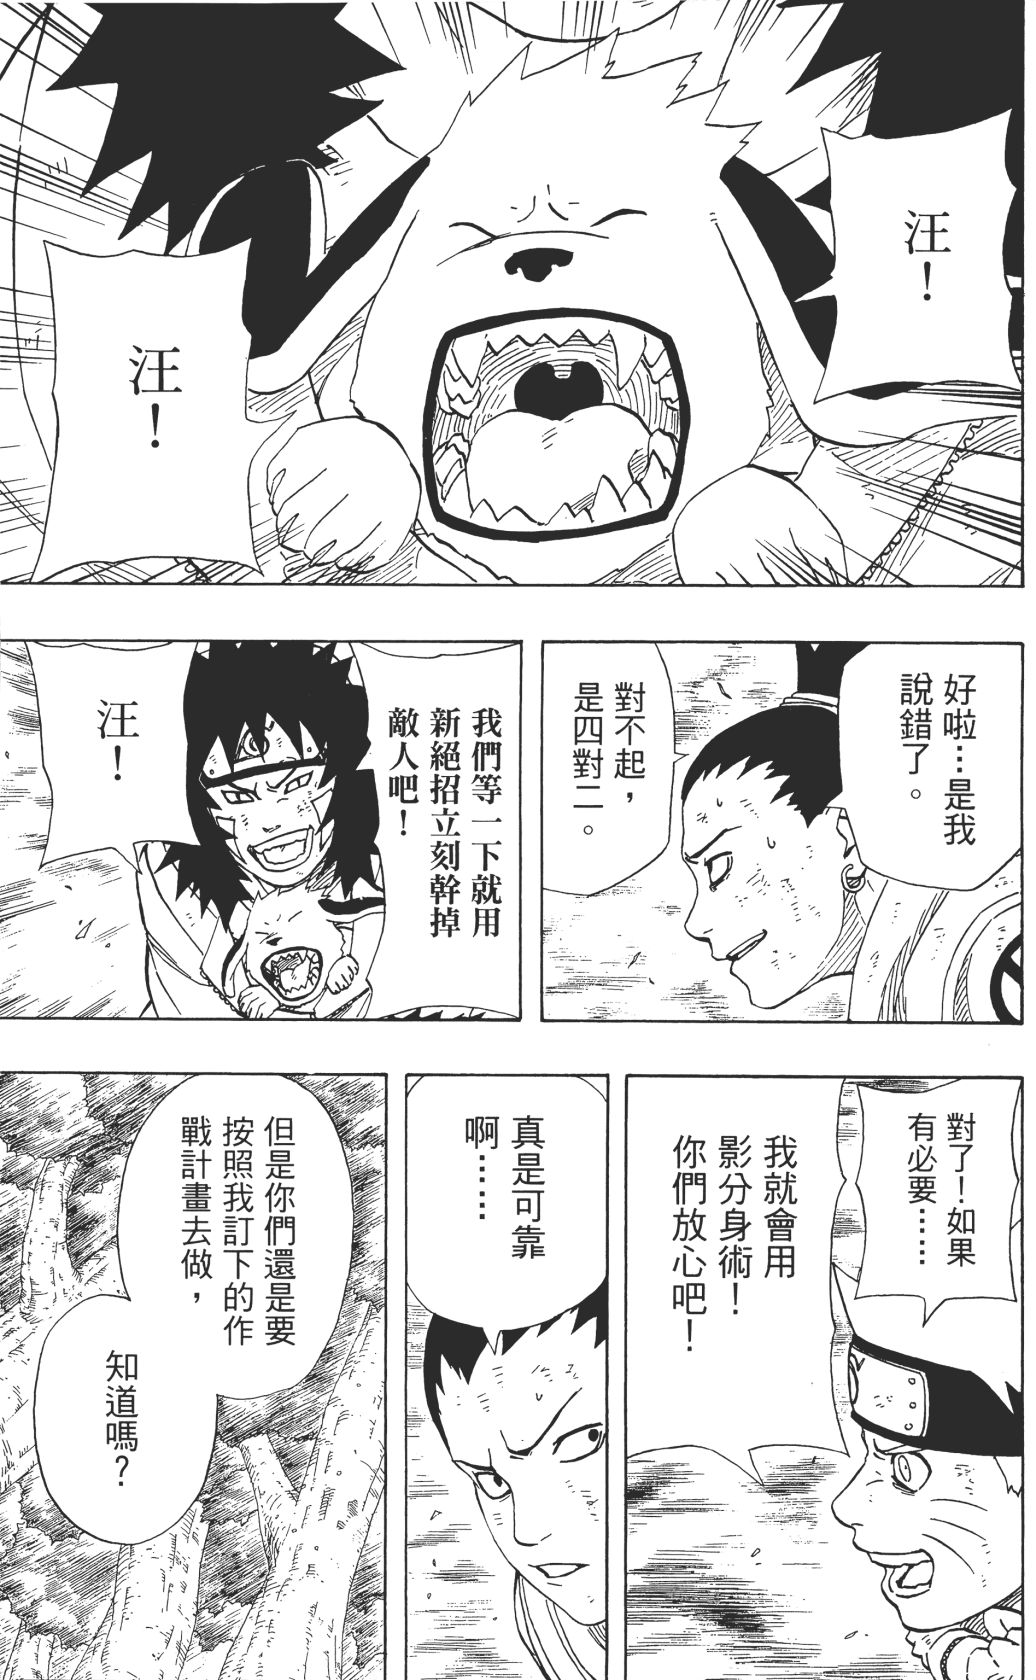 汪！
汪！
好啦…是我
說錯了。
對不起，
是四對二。
我們等一下就用
新絕招立刻幹掉
敵人吧！
汪！
對了！如果
有必要……
我就會用
影分身術！
你們放心吧！
真是可靠
啊……
但是你們還是要
按照我訂下的作
戰計畫去做，
知道嗎？